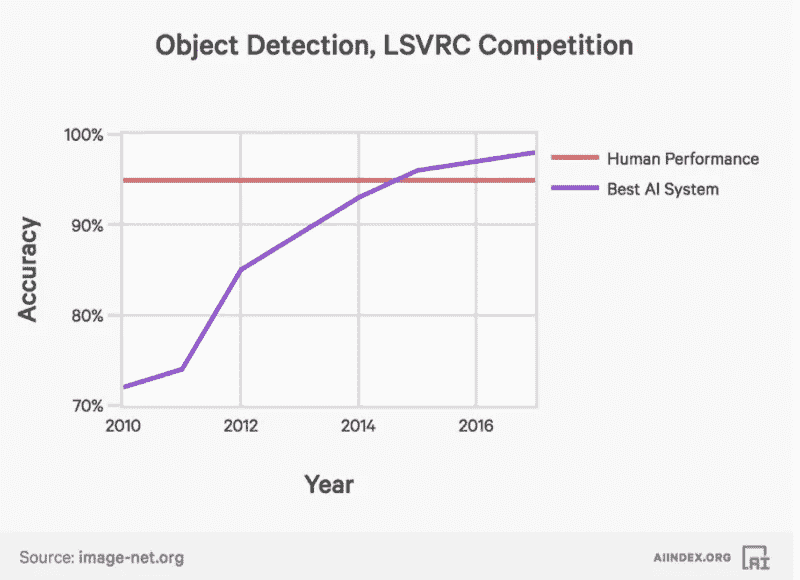 Object Detection, LSVRC Competition
100%
90%
80%
70%
Accuracy
2010 2012 2014 2016
Year
Human Performance
Best AI System
Source: image-net.org
AIINDEX.ORG AI